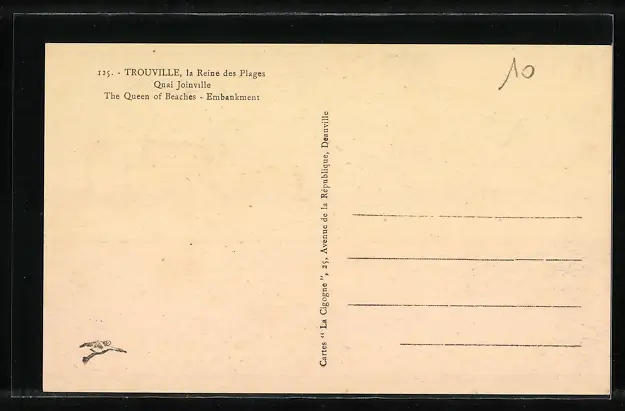 125. - TROUVILLE, la Reine des Plages
Quai Joinville
The Queen of Beaches - Embankment
10
Cartes "La Cigogne", 25, Avenue de la République, Deauville